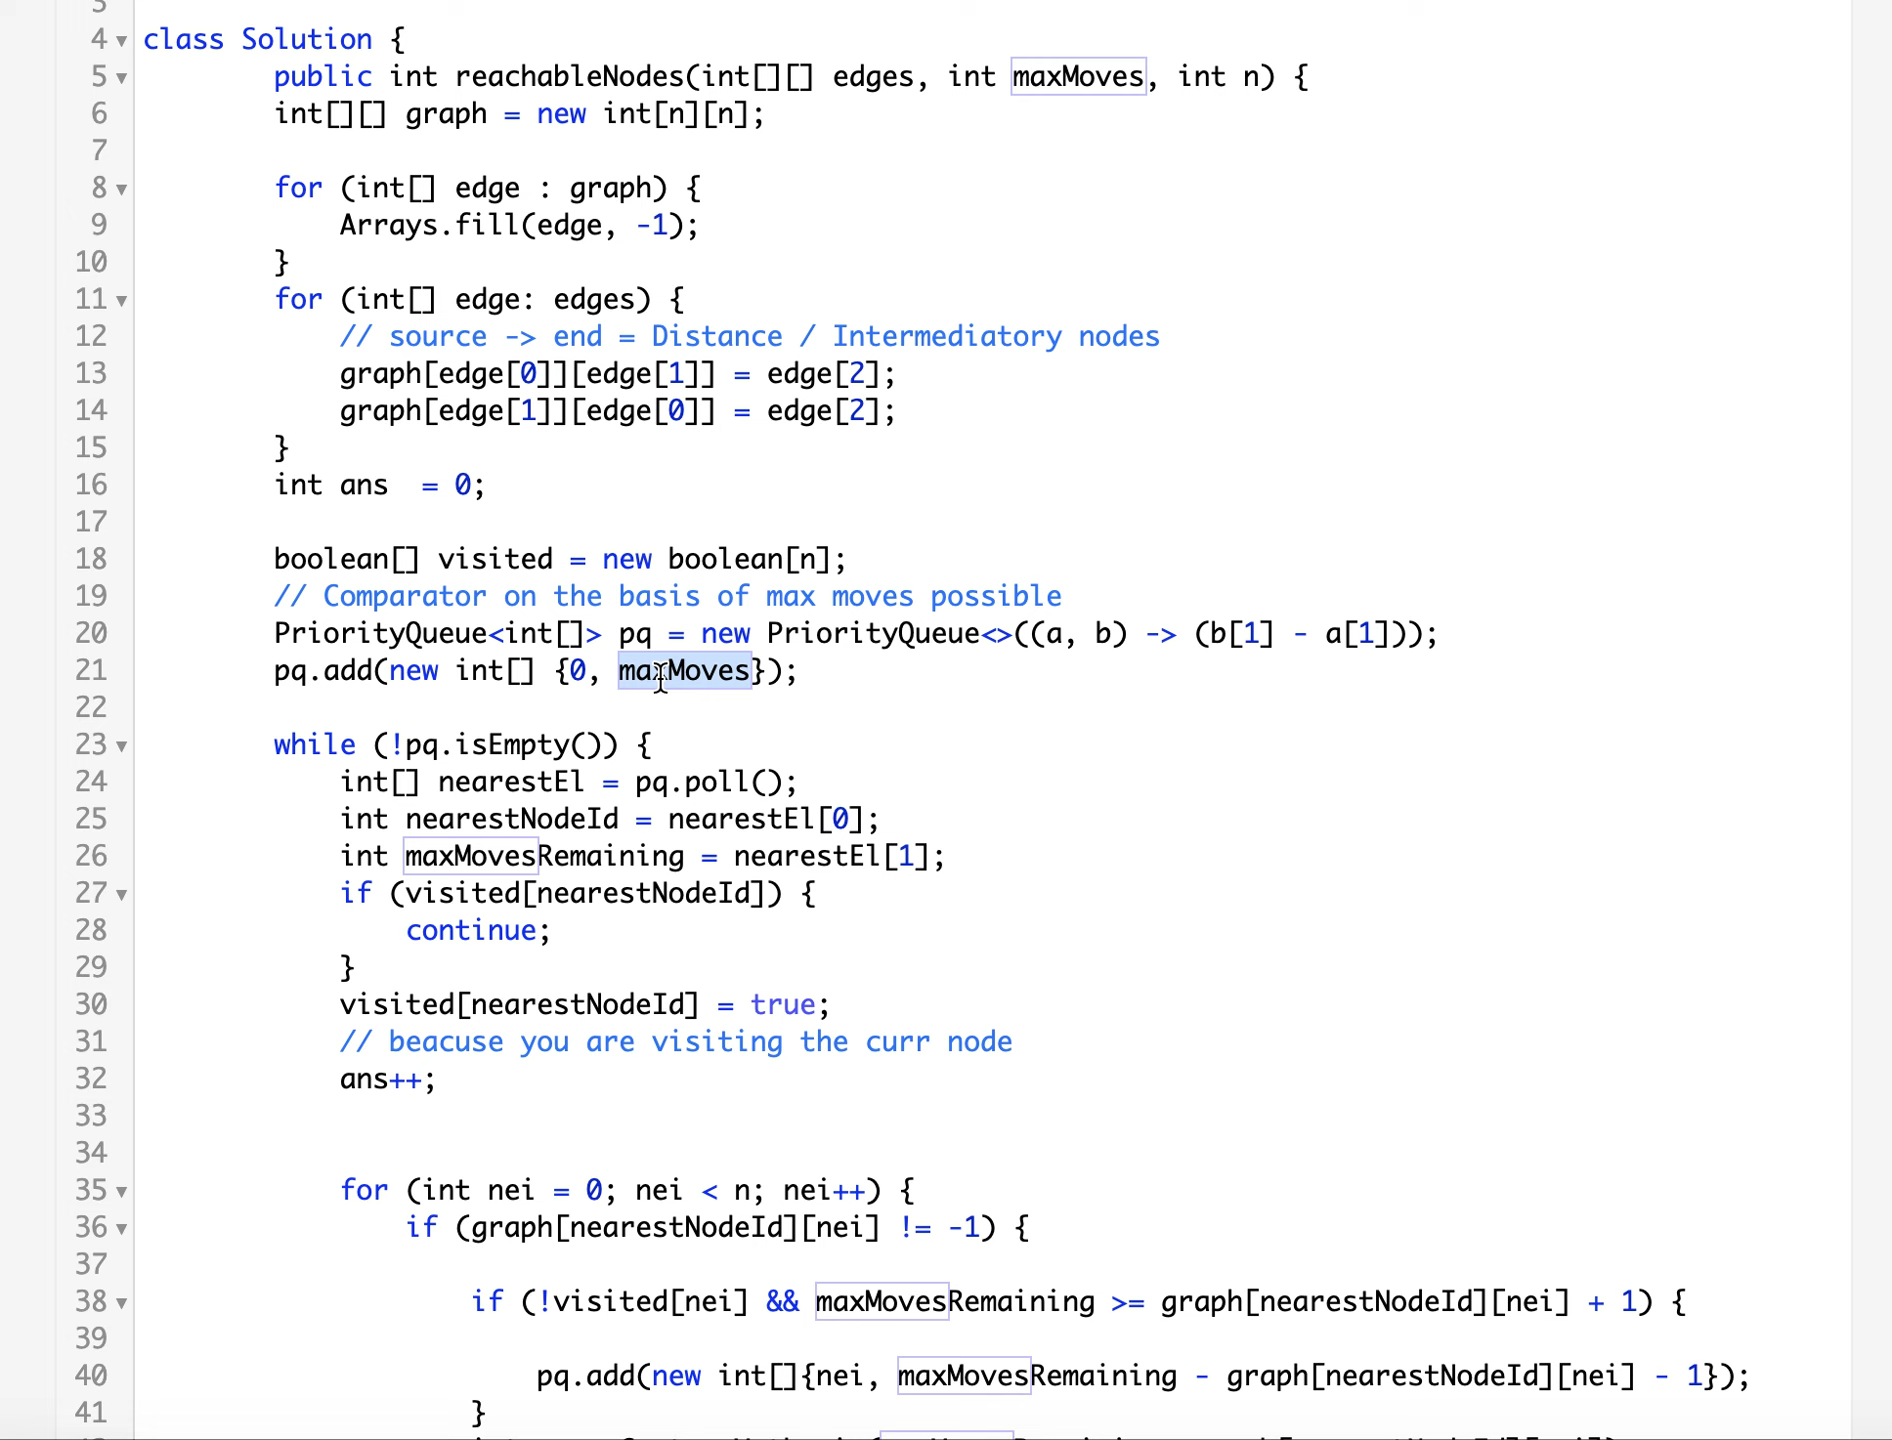 3
4 class Solution {
5 public int reachableNodes(int[][] edges, int maxMoves, int n) {
6 int[][] graph = new int[n][n];
7
8 for (int[] edge : graph) {
9 Arrays.fill(edge, -1);
10 }
11 for (int[] edge: edges) {
12 // source -> end = Distance / Intermediatory nodes
13 graph[edge[0]][edge[1]] = edge[2];
14 graph[edge[1]][edge[0]] = edge[2];
15 }
16 int ans  = 0;
17
18 boolean[] visited = new boolean[n];
19 // Comparator on the basis of max moves possible
20 PriorityQueue<int[]> pq = new PriorityQueue<>((a, b) -> (b[1] - a[1]));
21 pq.add(new int[] {0, maxMoves});
22
23 while (!pq.isEmpty()) {
24 int[] nearestEl = pq.poll();
25 int nearestNodeId = nearestEl[0];
26 int maxMovesRemaining = nearestEl[1];
27 if (visited[nearestNodeId]) {
28 continue;
29 }
30 visited[nearestNodeId] = true;
31 // beacuse you are visiting the curr node
32 ans++;
33
34
35 for (int nei = 0; nei < n; nei++) {
36 if (graph[nearestNodeId][nei] != -1) {
37
38 if (!visited[nei] && maxMovesRemaining >= graph[nearestNodeId][nei] + 1) {
39
40 pq.add(new int[]{nei, maxMovesRemaining - graph[nearestNodeId][nei] - 1});
41 }